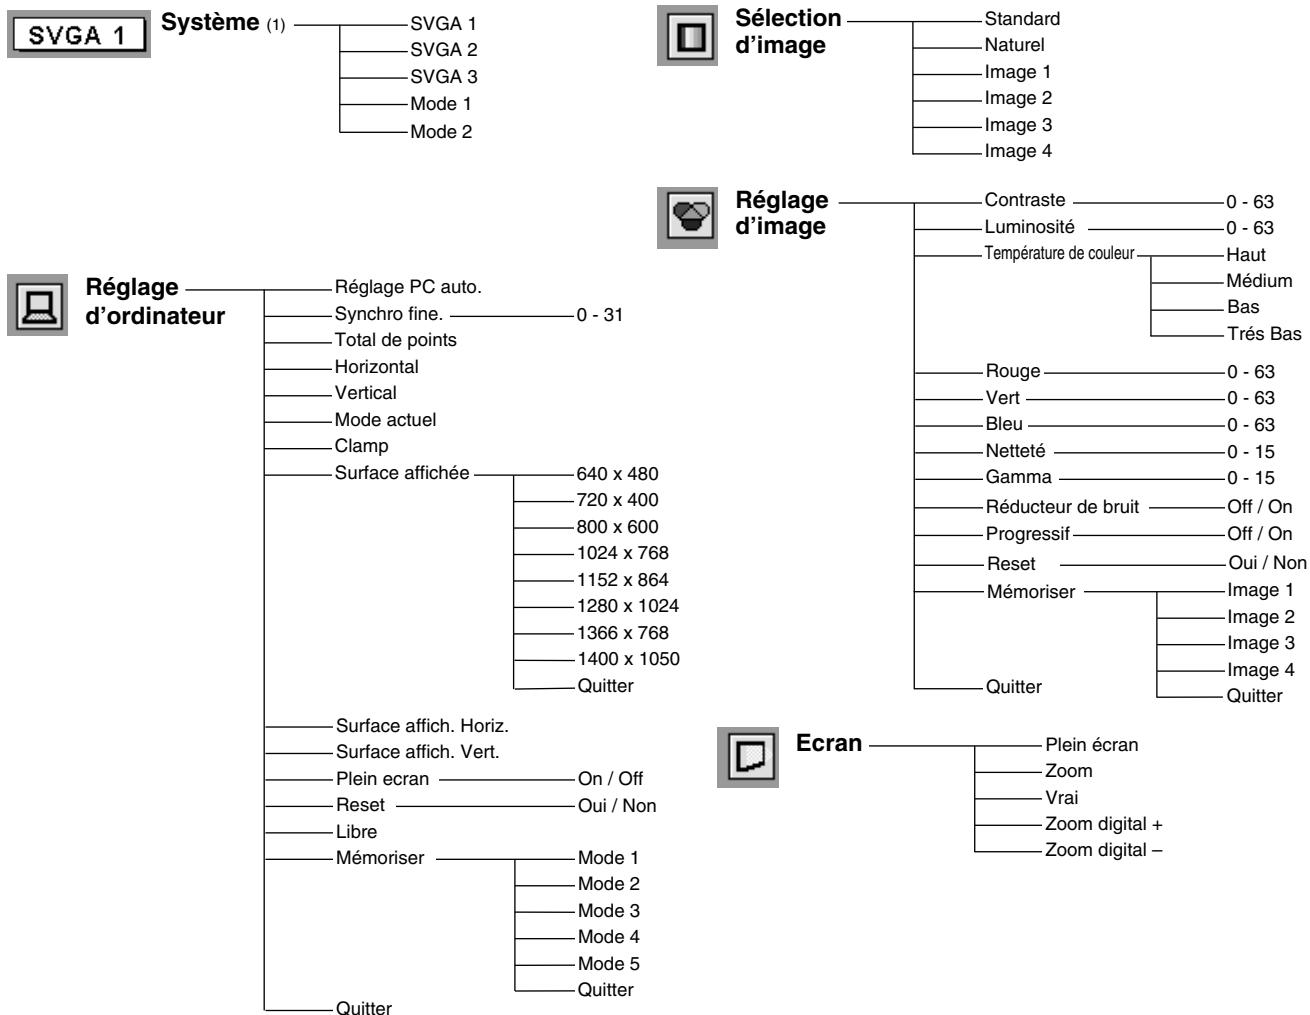 SVGA 1
Système (1)
SVGA 1
SVGA 2
SVGA 3
Mode 1
Mode 2
Réglage
d'ordinateur
Réglage PC auto.
Synchro fine.
0 - 31
Total de points
Horizontal
Vertical
Mode actuel
Clamp
Surface affichée
640 x 480
720 x 400
800 x 600
1024 x 768
1152 x 864
1280 x 1024
1366 x 768
1400 x 1050
Quitter
Surface affich. Horiz.
Surface affich. Vert.
Plein ecran
On / Off
Reset
Oui / Non
Libre
Mémoriser
Mode 1
Mode 2
Mode 3
Mode 4
Mode 5
Quitter
Quitter
Sélection
d'image
Standard
Naturel
Image 1
Image 2
Image 3
Image 4
Réglage
d'image
Contraste
0 - 63
Luminosité
0 - 63
Température de couleur
Haut
Médium
Bas
Trés Bas
Rouge
0 - 63
Vert
0 - 63
Bleu
0 - 63
Netteté
0 - 15
Gamma
0 - 15
Réducteur de bruit
Off / On
Progressif
Off / On
Reset
Oui / Non
Mémoriser
Image 1
Image 2
Image 3
Image 4
Quitter
Quitter
Ecran
Plein écran
Zoom
Vrai
Zoom digital +
Zoom digital –